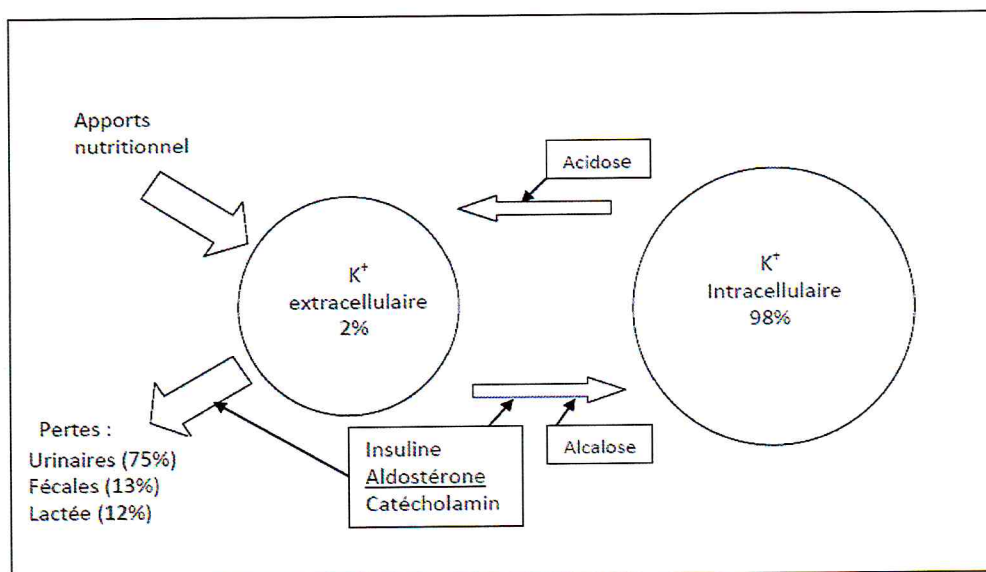 Apports
nutritionnel
Acidose
K⁺
extracellulaire
2%
K⁺
Intracellulaire
98%
Pertes :
Urinaires (75%)
Fécales (13%)
Lactée (12%)
Insuline
Aldostérone
Catécholamin
Alcalose